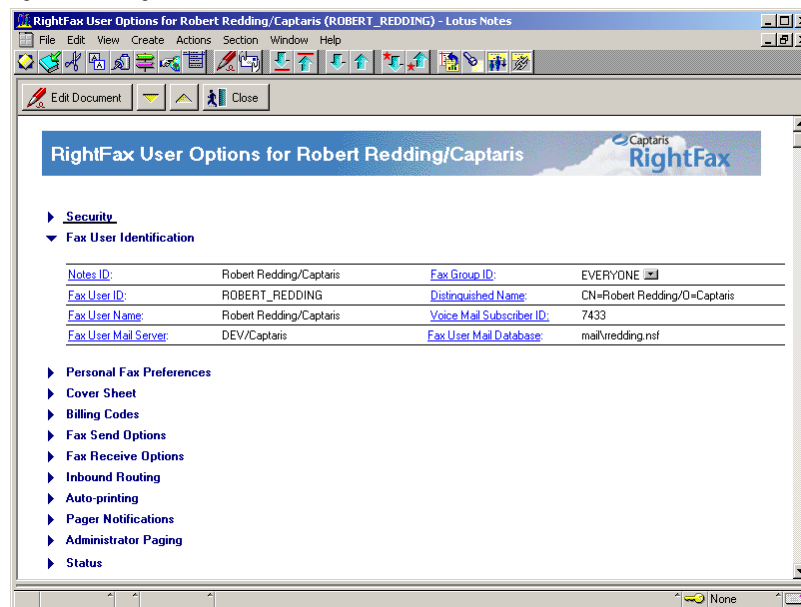 RightFax User Options for Robert Redding/Captaris (ROBERT_REDDING) - Lotus Notes
File Edit View Create Actions Section Window Help
Edit Document Close
RightFax User Options for Robert Redding/Captaris
Captaris
RightFax
Security
Fax User Identification
Notes ID: Robert Redding/Captaris Fax Group ID: EVERYONE
Fax User ID: ROBERT_REDDING Distinguished Name: CN=Robert Redding/O=Captaris
Fax User Name: Robert Redding/Captaris Voice Mail Subscriber ID: 7433
Fax User Mail Server: DEV/Captaris Fax User Mail Database: mail\rredding.nsf
Personal Fax Preferences
Cover Sheet
Billing Codes
Fax Send Options
Fax Receive Options
Inbound Routing
Auto-printing
Pager Notifications
Administrator Paging
Status
None